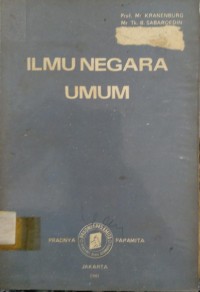 Prof. Mr. KRANENBURG
Mr. Tk. B. SABAROEDIN
ILMU NEGARA
UMUM
PRADNYA PARAMITA
JAKARTA